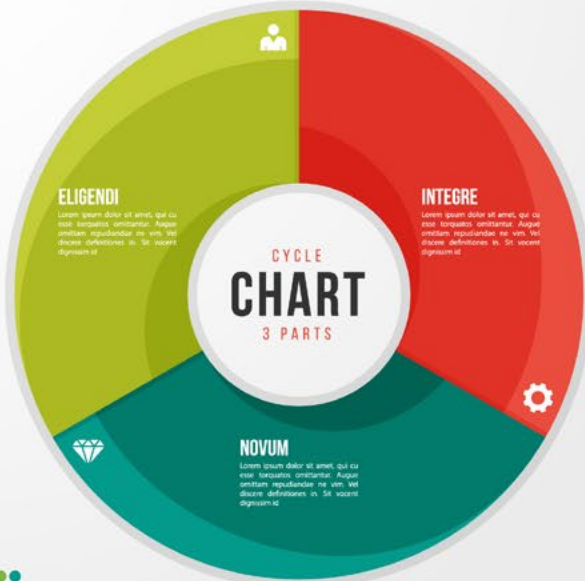 ELIGENDI
Lorem ipsum dolor sit amet, qui cu
esse torquatos omittantur. Augue
omittam repudiandae ne vim. Vel
discere definitiones in. Sit vocent
dignissim id
INTEGRE
Lorem ipsum dolor sit amet, qui cu
esse torquatos omittantur. Augue
omittam repudiandae ne vim. Vel
discere definitiones in. Sit vocent
dignissim id
CYCLE
CHART
3 PARTS
NOVUM
Lorem ipsum dolor sit amet, qui cu
esse torquatos omittantur. Augue
omittam repudiandae ne vim. Vel
discere definitiones in. Sit vocent
dignissim id